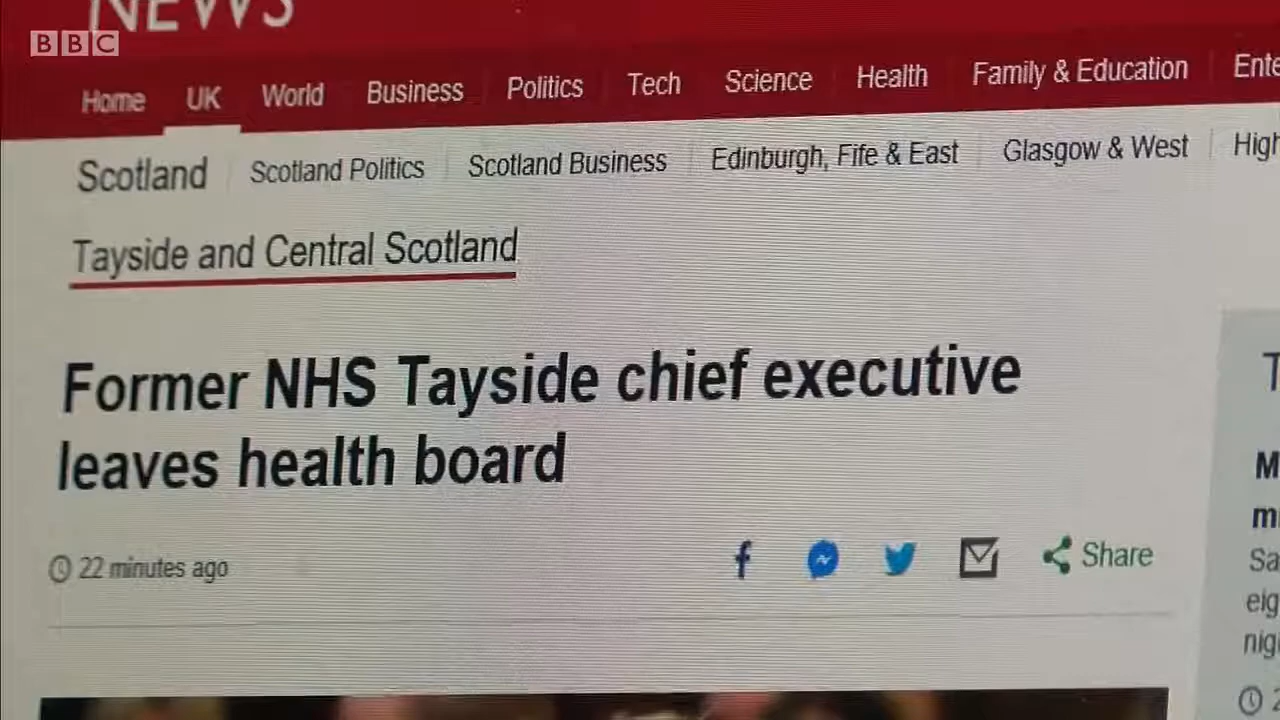 NEWS
BBC
Home UK World Business Politics Tech Science Health Family & Education
Scotland Scotland Politics Scotland Business Edinburgh, Fife & East Glasgow & West
Tayside and Central Scotland
Former NHS Tayside chief executive
leaves health board
22 minutes ago
Share